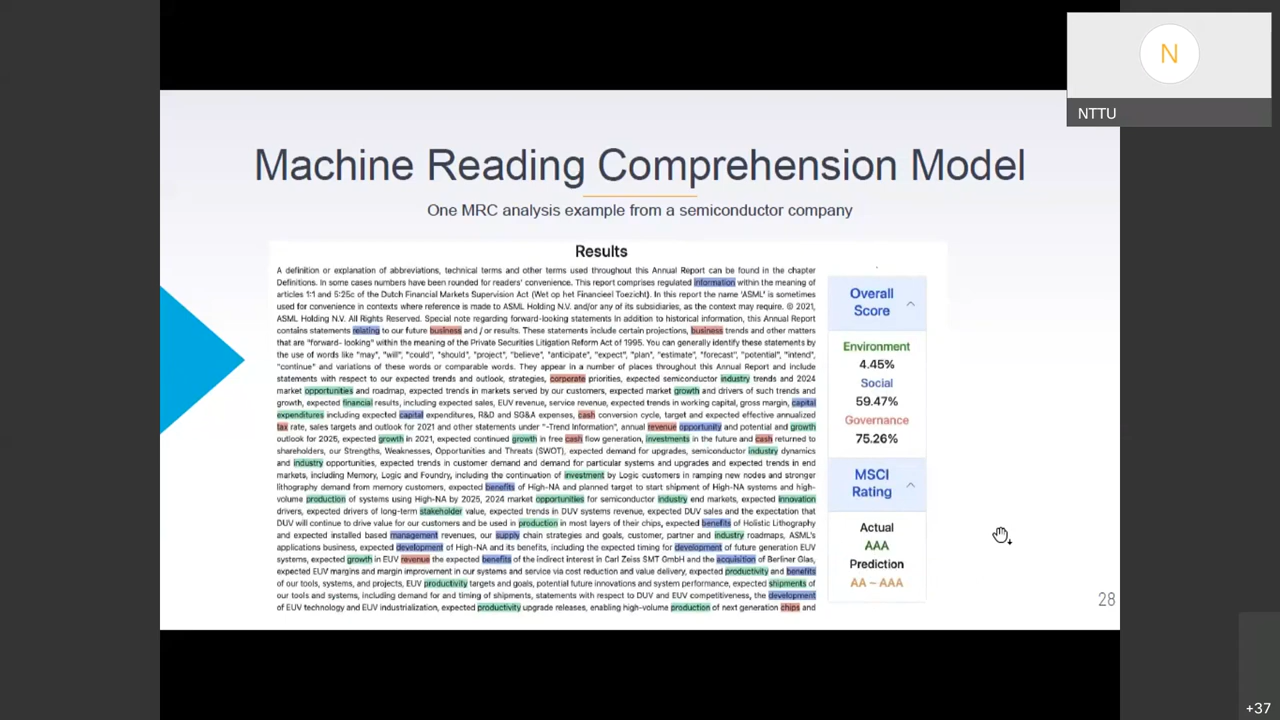 N
NTTU
Machine Reading Comprehension Model
One MRC analysis example from a semiconductor company
Results
A definition or explanation of abbreviations, technical terms and other terms used throughout this Annual Report can be found in the chapter
Definitions. In some cases numbers have been rounded for readers' convenience. This report comprises regulated information within the meaning of
articles 1:1 and 5:25c of the Dutch Financial Markets Supervision Act (Wet op het Financieel Toezicht). In this report the name 'ASML' is sometimes
used for convenience in contexts where reference is made to ASML Holding N.V. and/or any of its subsidiaries, as the context may require. © 2021,
ASML Holding N.V. All Rights Reserved. Special note regarding forward-looking statements In addition to historical information, this Annual Report
contains statements relating to our future business and / or results. These statements include certain projections, business trends and other matters
that are "forward- looking" within the meaning of the Private Securities Litigation Reform Act of 1995. You can generally identify these statements by
the use of words like "may", "will", "could", "should", "project", "believe", "anticipate", "expect", "plan", "estimate", "forecast", "potential", "intend",
"continue" and variations of these words or comparable words. They appear in a number of places throughout this Annual Report and include
statements with respect to our expected trends and outlook, strategies, corporate priorities, expected semiconductor industry trends and 2024
market opportunities and roadmap, expected trends in markets served by our customers, expected market growth and drivers of such trends and
growth, expected financial results, including expected sales, EUV revenue, service revenue, expected trends in working capital, gross margin, capital
expenditures including expected capital expenditures, R&D and SG&A expenses, cash conversion cycle, target and expected effective annualized
tax rate, sales targets and outlook for 2021 and other statements under "-Trend Information", annual revenue opportunity and potential and growth
outlook for 2025, expected growth in 2021, expected continued growth in free cash flow generation, investments in the future and cash returned to
shareholders, our Strengths, Weaknesses, Opportunities and Threats (SWOT), expected demand for upgrades, semiconductor industry dynamics
and industry opportunities, expected trends in customer demand and demand for particular systems and upgrades and expected trends in end
markets, including Memory, Logic and Foundry, including the continuation of investment by Logic customers in ramping new nodes and stronger
lithography demand from memory customers, expected benefits of High-NA and planned target to start shipment of High-NA systems and high-
volume production of systems using High-NA by 2025, 2024 market opportunities for semiconductor industry end markets, expected innovation
drivers, expected drivers of long-term stakeholder value, expected trends in DUV systems revenue, expected DUV sales and the expectation that
DUV will continue to drive value for our customers and be used in production in most layers of their chips, expected benefits of Holistic Lithography
and expected installed based management revenues, our supply chain strategies and goals, customer, partner and industry roadmaps, ASML's
applications business, expected development of High-NA and its benefits, including the expected timing for development of future generation EUV
systems, expected growth in EUV revenue the expected benefits of the indirect interest in Carl Zeiss SMT GmbH and the acquisition of Berliner Glas,
expected EUV margins and margin improvement in our systems and service via cost reduction and value delivery, expected productivity and benefits
of our tools, systems, and projects, EUV productivity targets and goals, potential future innovations and system performance, expected shipments of
our tools and systems, including demand for and timing of shipments, statements with respect to DUV and EUV competitiveness, the development
of EUV technology and EUV industrialization, expected productivity upgrade releases, enabling high-volume production of next generation chips and
Overall
Score
Environment
4.45%
Social
59.47%
Governance
75.26%
MSCI
Rating
Actual
AAA
Prediction
AA – AAA
28
+37